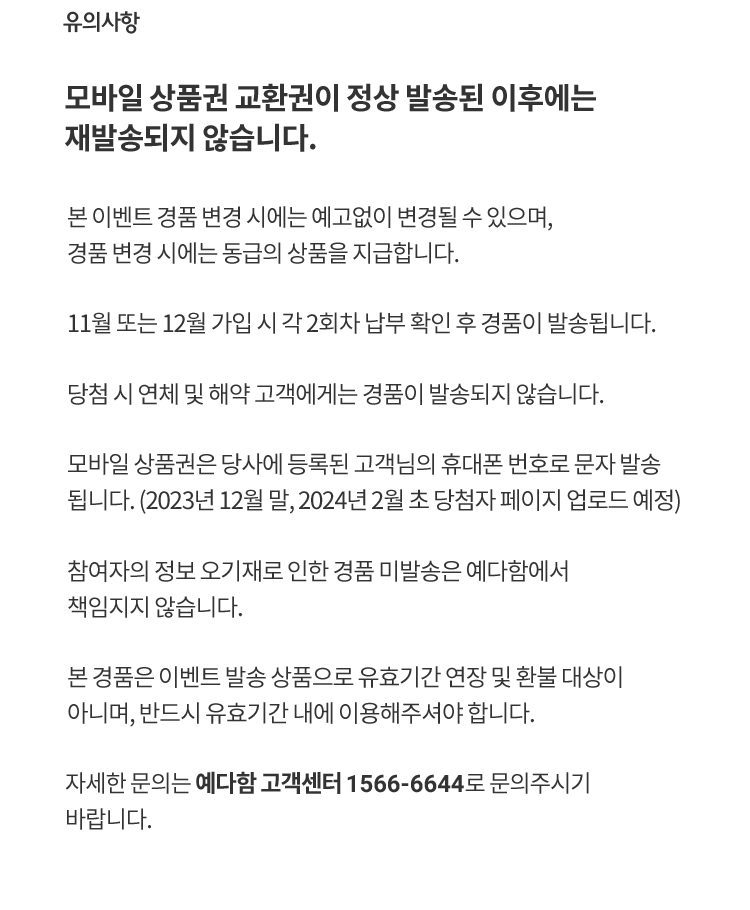 유의사항
모바일 상품권 교환권이 정상 발송된 이후에는
재발송되지 않습니다.
본 이벤트 경품 변경 시에는 예고없이 변경될 수 있으며,
경품 변경 시에는 동급의 상품을 지급합니다.
11월 또는 12월 가입 시 각 2회차 납부 확인 후 경품이 발송됩니다.
당첨 시 연체 및 해약 고객에게는 경품이 발송되지 않습니다.
모바일 상품권은 당사에 등록된 고객님의 휴대폰 번호로 문자 발송
됩니다. (2023년 12월 말, 2024년 2월 초 당첨자 페이지 업로드 예정)
참여자의 정보 오기재로 인한 경품 미발송은 예다함에서
책임지지 않습니다.
본 경품은 이벤트 발송 상품으로 유효기간 연장 및 환불 대상이
아니며, 반드시 유효기간 내에 이용해주셔야 합니다.
자세한 문의는 예다함 고객센터 1566-6644로 문의주시기
바랍니다.